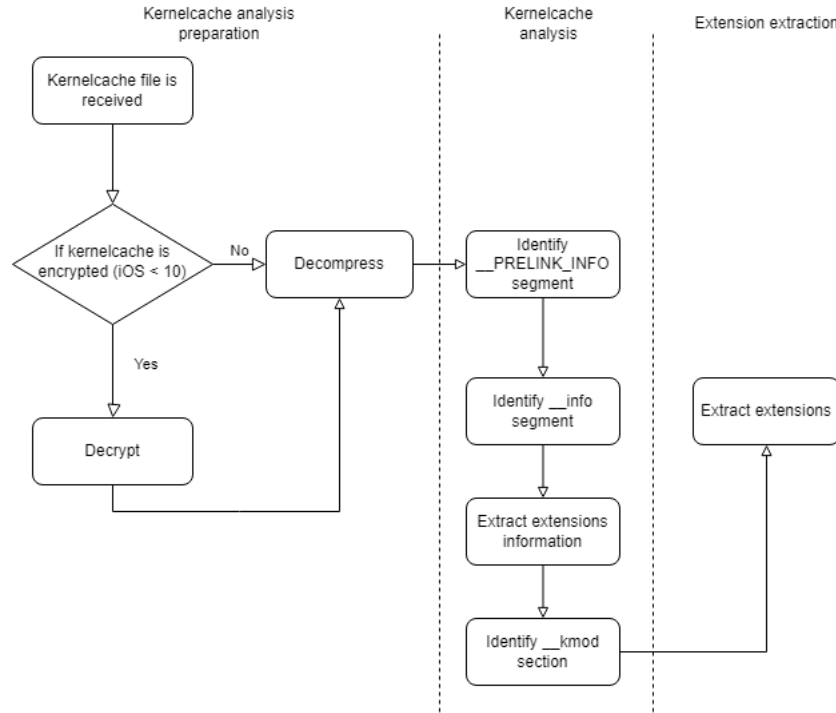 Kernelcache analysis
preparation
Kernelcache
analysis
Extension extraction
Kernelcache file is
received
If kernelcache is
encrypted (iOS < 10)
No
Decompress
Yes
Decrypt
Identify
__PRELINK_INFO
segment
Identify __info
segment
Extract extensions
information
Identify __kmod
section
Extract extensions